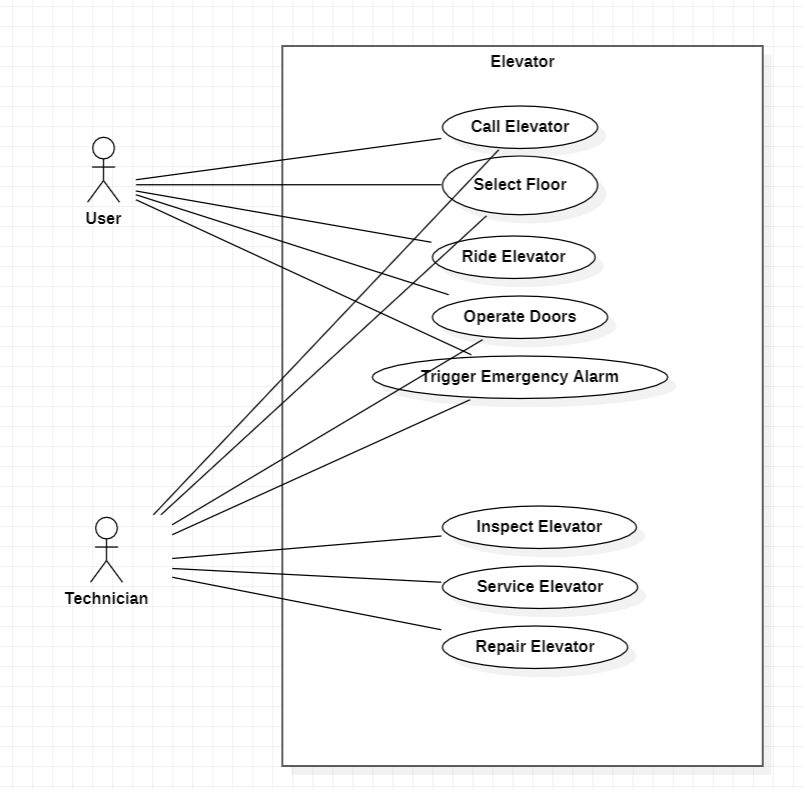 Elevator
Call Elevator
User
Select Floor
Ride Elevator
Operate Doors
Trigger Emergency Alarm
Technician
Inspect Elevator
Service Elevator
Repair Elevator